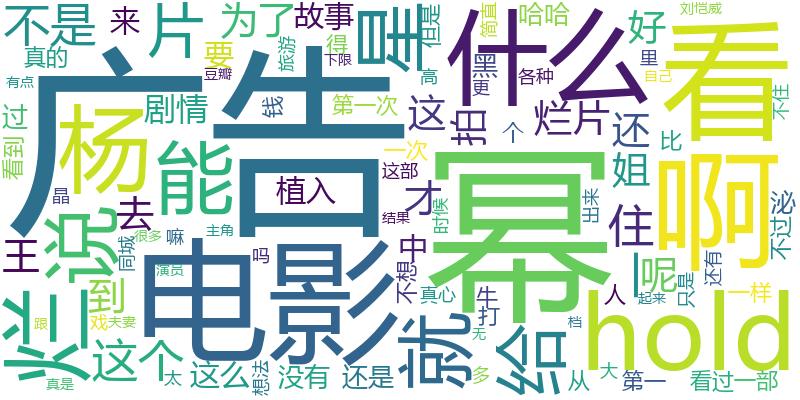 不是
来
片
为了
故事
星
但是
简直
哈哈
好
刘恺威
真的
有点
豆瓣
要
旅游
得
下限
什么
看
里
自己
广告
杨
剧情
钱
第一次
这
拍
黑
高
更
各种
个
烂片
还
姐
比
不住
过
看到
能
一次
这部
啊
幂
晶
去
植入
才
时候
出来
住
泌
不过
王
说
同城
嘛
很多
主角
吗
结果
中
不想
呢
只是
还有
电影
烂
到
演员
真心
牛
打
人
起来
一样
hold
戏
夫妻
跟
真是
这个
太
这么
想法
没有
还是
就
无
多
给
档
从
大
第一
看过一部